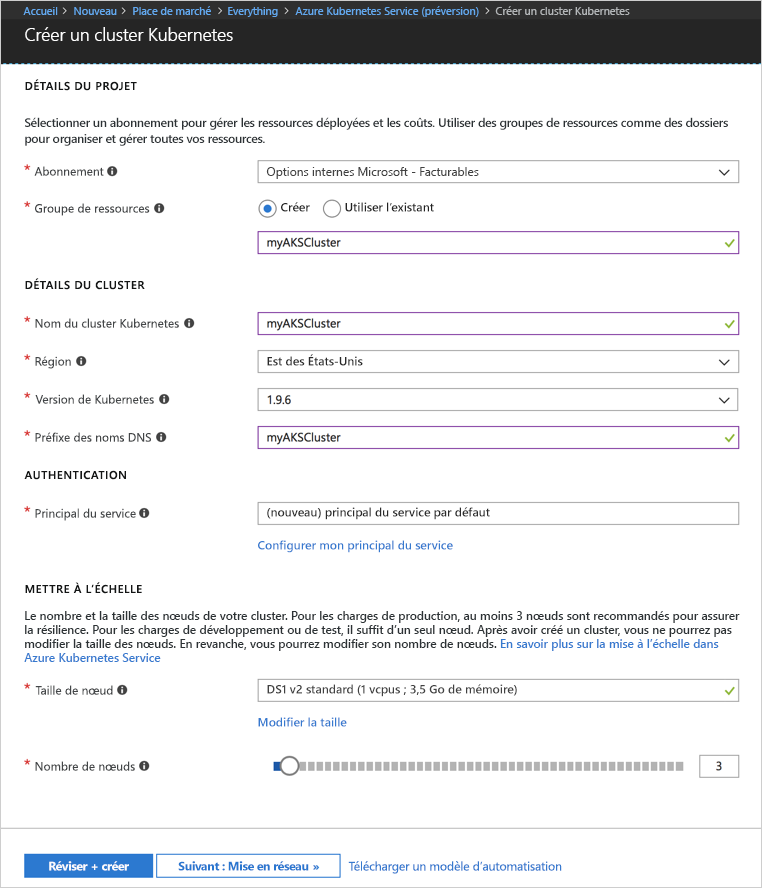 Accueil > Nouveau > Place de marché > Everything > Azure Kubernetes Service (préversion) > Créer un cluster Kubernetes
Créer un cluster Kubernetes
DÉTAILS DU PROJET
Sélectionner un abonnement pour gérer les ressources déployées et les coûts. Utiliser des groupes de ressources comme des dossiers
pour organiser et gérer toutes vos ressources.
* Abonnement
Options internes Microsoft - Facturables
* Groupe de ressources
Créer
Utiliser l'existant
myAKSCluster
DÉTAILS DU CLUSTER
* Nom du cluster Kubernetes
myAKSCluster
* Région
Est des États-Unis
* Version de Kubernetes
1.9.6
* Préfixe des noms DNS
myAKSCluster
AUTHENTICATION
* Principal du service
(nouveau) principal du service par défaut
Configurer mon principal du service
METTRE À L'ÉCHELLE
Le nombre et la taille des nœuds de votre cluster. Pour les charges de production, au moins 3 nœuds sont recommandés pour assurer
la résilience. Pour les charges de développement ou de test, il suffit d'un seul nœud. Après avoir créé un cluster, vous ne pourrez pas
modifier la taille des nœuds. En revanche, vous pourrez modifier son nombre de nœuds. En savoir plus sur la mise à l'échelle dans
Azure Kubernetes Service
* Taille de nœud
DS1 v2 standard (1 vcpus ; 3,5 Go de mémoire)
Modifier la taille
* Nombre de nœuds
3
Réviser + créer
Suivant : Mise en réseau »
Télécharger un modèle d'automatisation